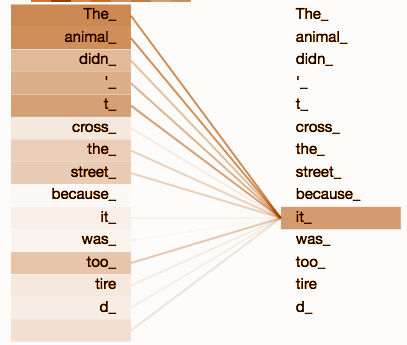 The_ The_
animal_ animal_
didn_ didn_
'_ '_
t_ t_
cross_ cross_
the_ the_
street_ street_
because_ because_
it_ it_
was_ was_
too_ too_
tire tire
d_ d_